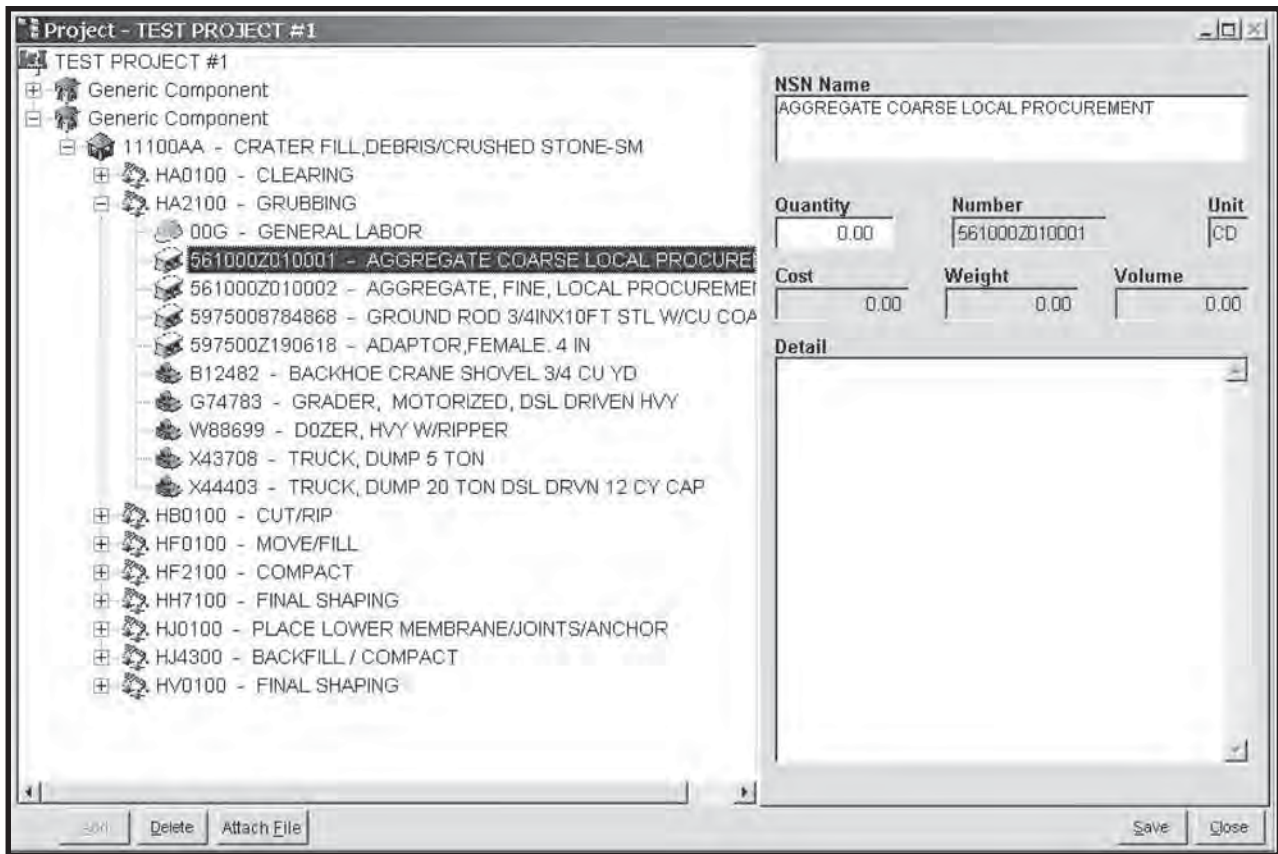 Project - TEST PROJECT #1
TEST PROJECT #1
Generic Component
Generic Component
11100AA - CRATER FILL,DEBRIS/CRUSHED STONE-SM
HA0100 - CLEARING
HA2100 - GRUBBING
00G - GENERAL LABOR
561000Z010001 - AGGREGATE COARSE LOCAL PROCURE
561000Z010002 - AGGREGATE, FINE, LOCAL PROCUREMEN
5975008784868 - GROUND ROD 3/4INX10FT STL W/CU COA
597500Z190618 - ADAPTOR,FEMALE. 4 IN
B12482 - BACKHOE CRANE SHOVEL 3/4 CU YD
G74783 - GRADER, MOTORIZED, DSL DRIVEN HVY
W88699 - D0ZER, HVY W/RIPPER
X43708 - TRUCK, DUMP 5 TON
X44403 - TRUCK, DUMP 20 TON DSL DRVN 12 CY CAP
HB0100 - CUT/RIP
HF0100 - MOVE/FILL
HF2100 - COMPACT
HH7100 - FINAL SHAPING
HJ0100 - PLACE LOWER MEMBRANE/JOINTS/ANCHOR
HJ4300 - BACKFILL / COMPACT
HV0100 - FINAL SHAPING
NSN Name
AGGREGATE COARSE LOCAL PROCUREMENT
Quantity Number Unit
0.00 561000Z010001 CD
Cost Weight Volume
0.00 0.00 0.00
Detail
Add Delete Attach File Save Close